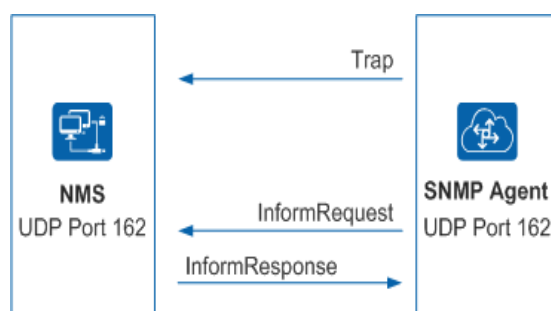 Trap
NMS
UDP Port 162
SNMP Agent
UDP Port 162
InformRequest
InformResponse